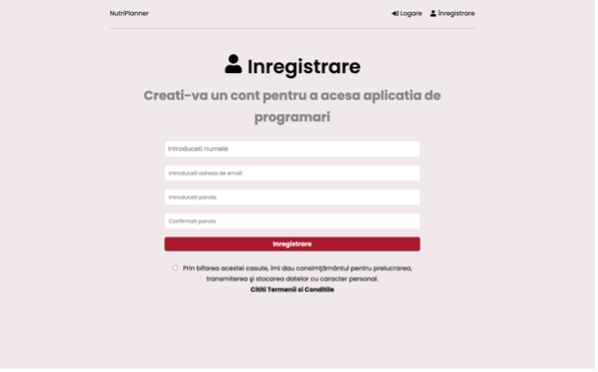 NutriPlanner
Logare
Înregistrare
Inregistrare
Creati-va un cont pentru a acesa aplicatia de
programari
Introduceti numele
Introduceti adresa de email
Introduceti parola
Confirmati parola
Inregistrare
Prin bifarea acestei casute, îmi dau consimţământul pentru prelucrarea,
transmiterea şi stocarea datelor cu caracter personal.
Cititi Termenii si Conditiile